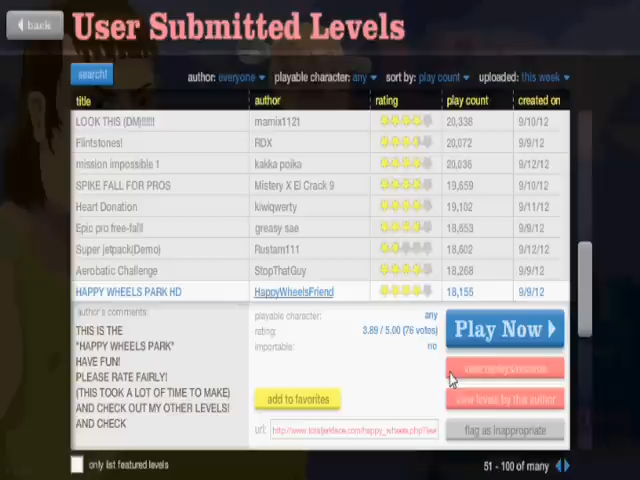 back
User Submitted Levels
search!
author: everyone playable character: any sort by: play count uploaded: this week
title author rating play count created on
LOOK THIS (DM)!!!!!! mamix1121 20,338 9/10/12
Flintstones! RDX 20,072 9/9/12
mission impossible 1 kakka poika 20,036 9/12/12
SPIKE FALL FOR PROS Mistery X El Crack 9 19,659 9/10/12
Heart Donation kiwiqwerty 19,102 9/11/12
Epic pro free-fall! greasy sae 18,653 9/9/12
Super jetpack(Demo) Rustam111 18,602 9/12/12
Aerobatic Challenge StopThatGuy 18,268 9/9/12
HAPPY WHEELS PARK HD HappyWheelsFriend 18,155 9/9/12
author's comments:
THIS IS THE
"HAPPY WHEELS PARK"
HAVE FUN!
PLEASE RATE FAIRLY!
(THIS TOOK A LOT OF TIME TO MAKE)
AND CHECK OUT MY OTHER LEVELS!
AND CHECK
playable character: any
rating: 3.89 / 5.00 (76 votes)
importable: no
add to favorites
url: http://www.totaljerkface.com/happy_wheels.php?lev
Play Now
view replays/
view levels by this author
flag as inappropriate
only list featured levels
51 - 100 of many